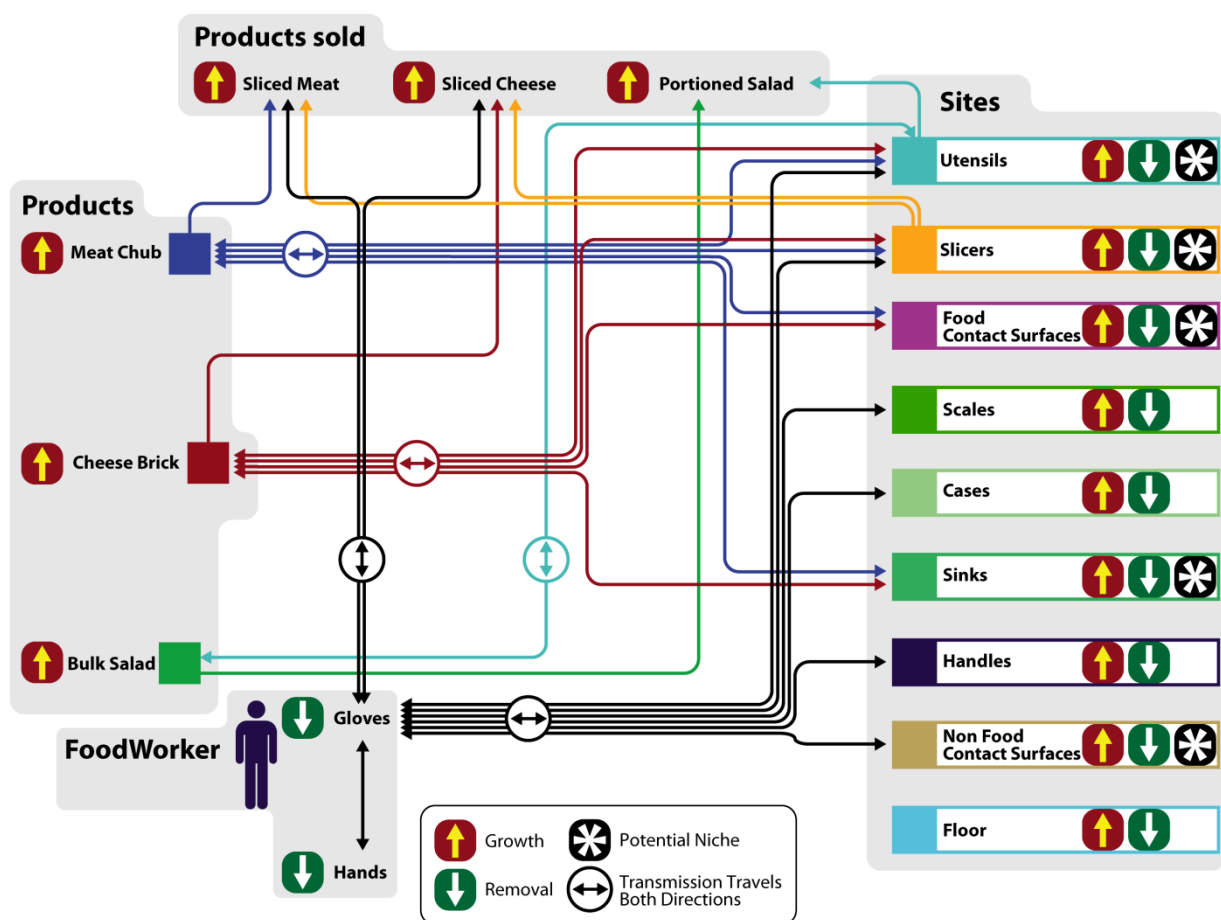 Products sold
Sliced Meat
Sliced Cheese
Portioned Salad
Products
Meat Chub
Cheese Brick
Bulk Salad
FoodWorker
Gloves
Hands
Sites
Utensils
Slicers
Food
Contact Surfaces
Scales
Cases
Sinks
Handles
Non Food
Contact Surfaces
Floor
Growth
Potential Niche
Removal
Transmission Travels
Both Directions